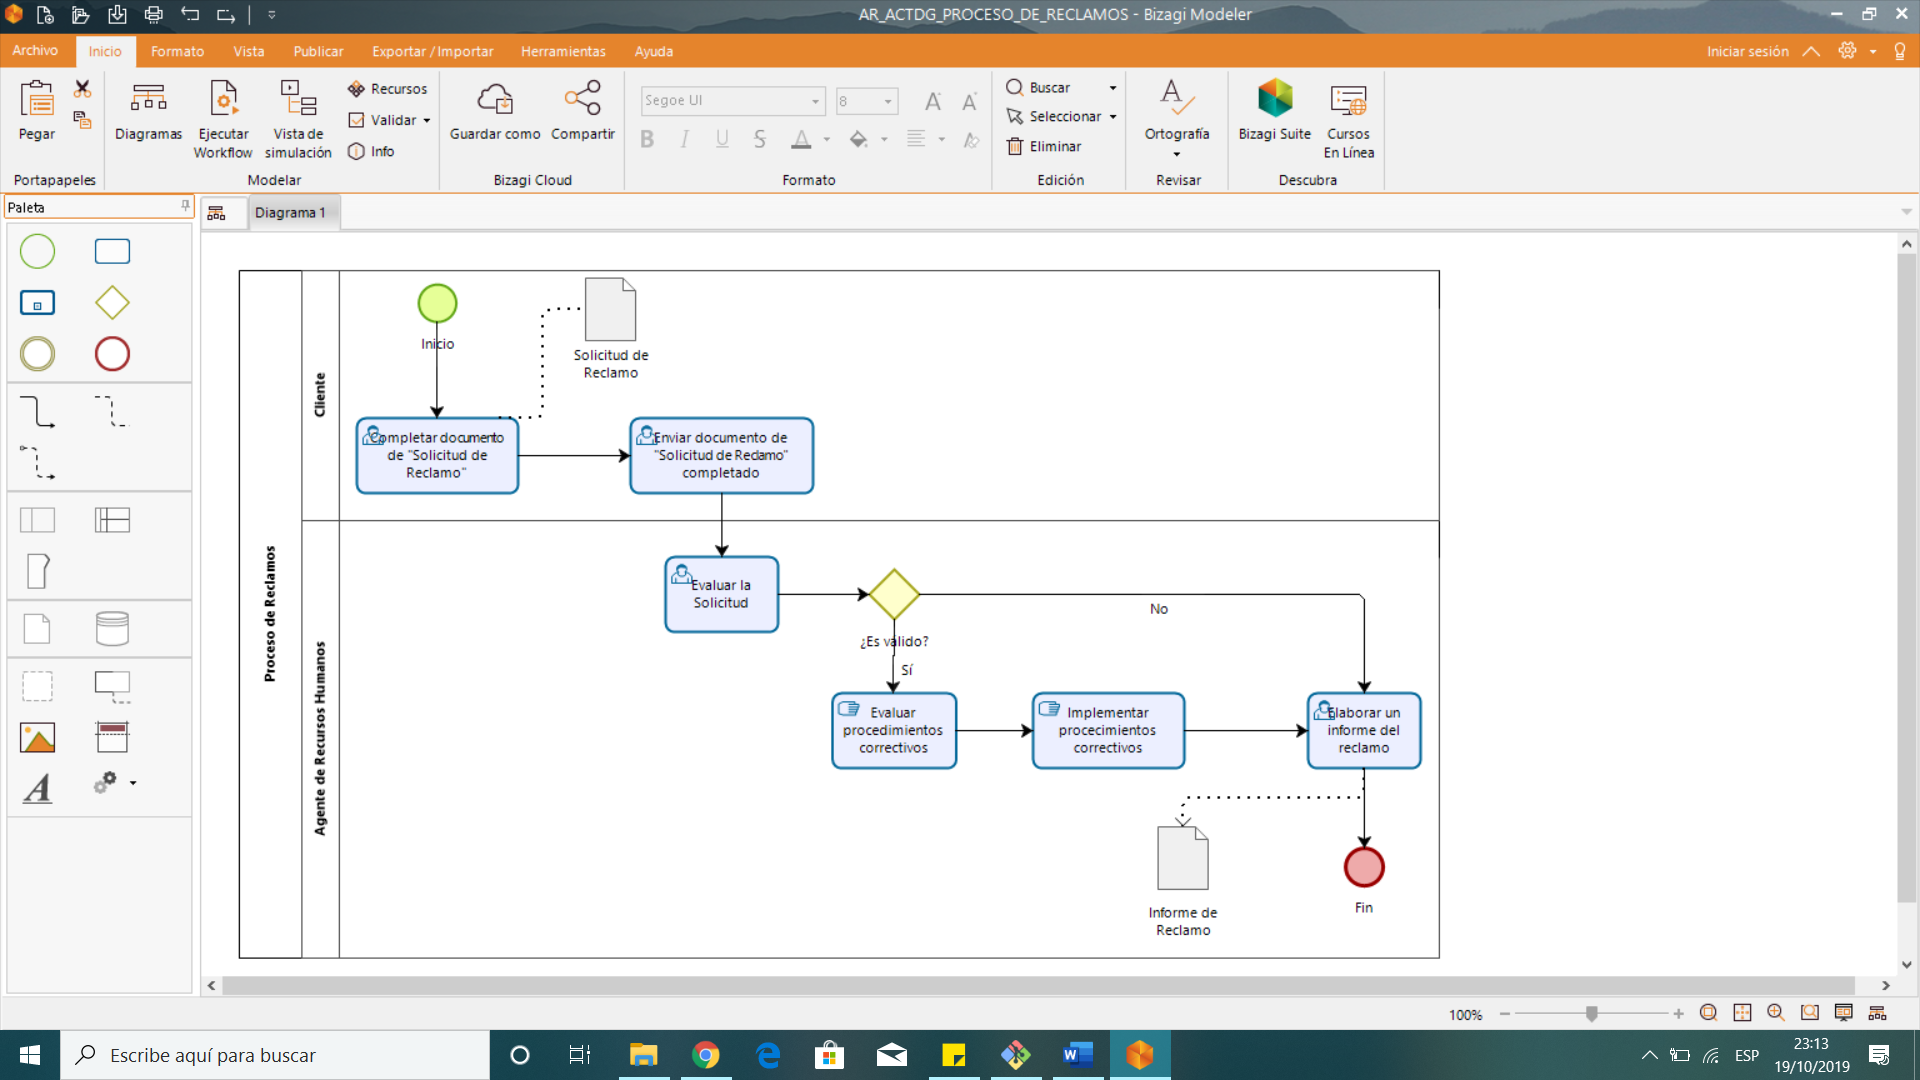 AR_ACTDG_PROCESO_DE_RECLAMOS - Bizagi Modeler
Archivo
Inicio
Formato
Vista
Publicar
Exportar / Importar
Herramientas
Ayuda
Iniciar sesión
Pegar
Portapapeles
Diagramas
Ejecutar
Workflow
Vista de
simulación
Recursos
Validar
Info
Modelar
Guardar como
Compartir
Bizagi Cloud
Segoe UI
8
Formato
Buscar
Seleccionar
Eliminar
Edición
Ortografía
Revisar
Bizagi Suite
Cursos
En Línea
Descubra
Paleta
Diagrama 1
Proceso de Reclamos
Cliente
Inicio
Solicitud de
Reclamo
Completar documento
de "Solicitud de
Reclamo"
Enviar documento de
"Solicitud de Reclamo"
completado
Agente de Recursos Humanos
Evaluar la
Solicitud
¿Es valido?
No
Sí
Evaluar
procedimientos
correctivos
Implementar
procecimientos
correctivos
Elaborar un
informe del
reclamo
Informe de
Reclamo
Fin
100%
Escribe aquí para buscar
ESP
23:13
19/10/2019